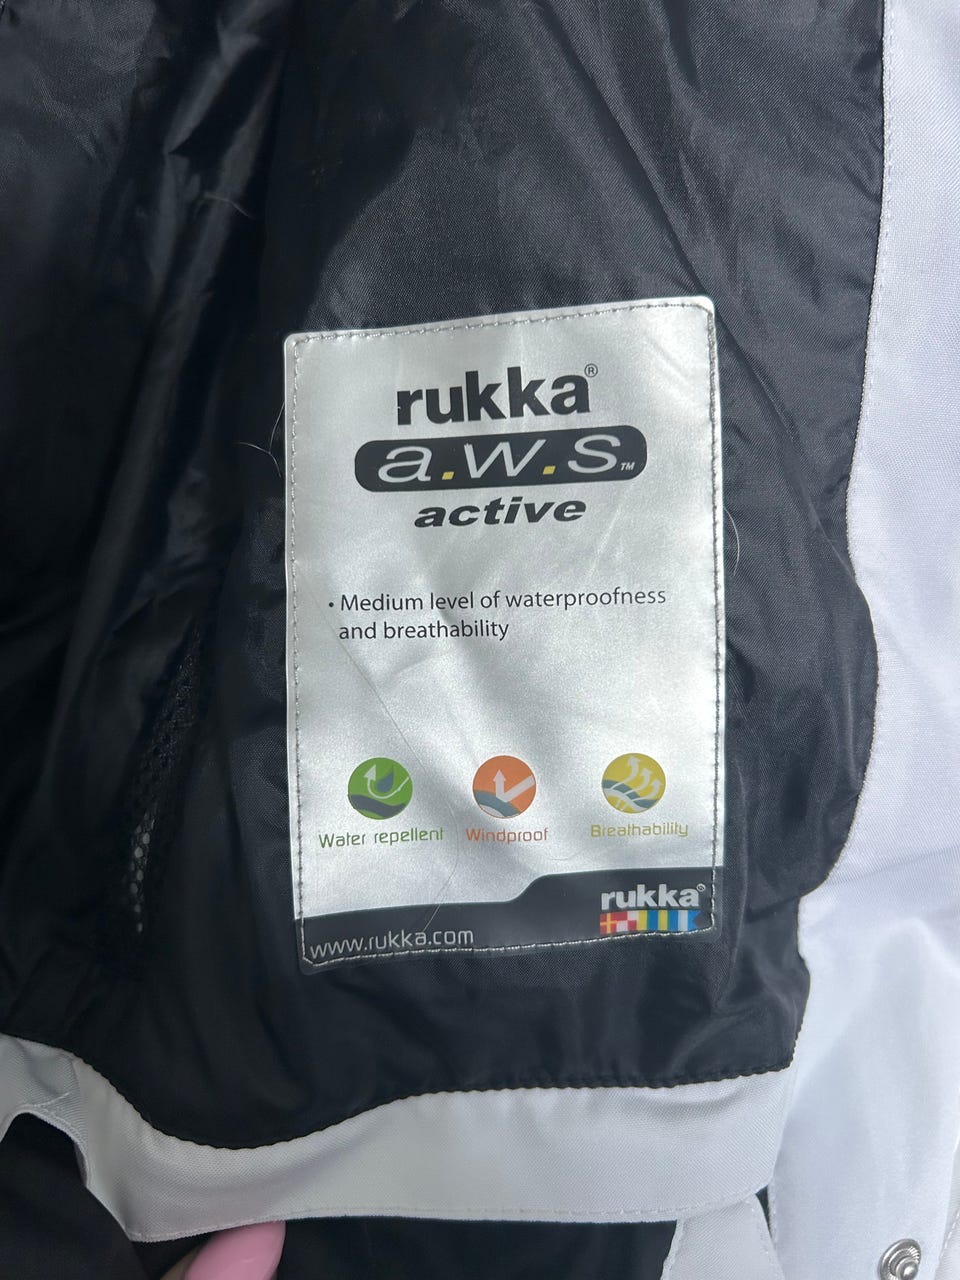 rukka®
a.w.s™
active
• Medium level of waterproofness
and breathability
Water repellent Windproof Breathability
rukka®
www.rukka.com